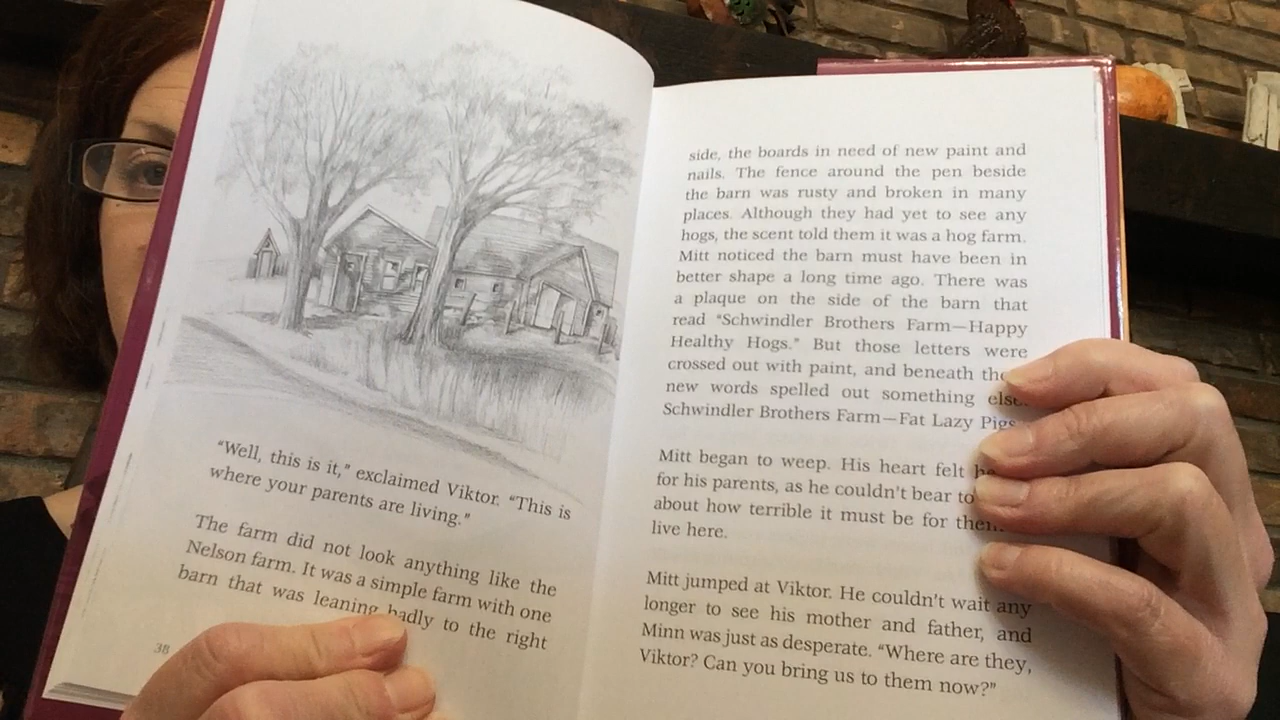 "Well, this is it," exclaimed Viktor. "This is
where your parents are living."
The farm did not look anything like the
Nelson farm. It was a simple farm with one
barn that was leaning badly to the right
38
side, the boards in need of new paint and
nails. The fence around the pen beside
the barn was rusty and broken in many
places. Although they had yet to see any
hogs, the scent told them it was a hog farm.
Mitt noticed the barn must have been in
better shape a long time ago. There was
a plaque on the side of the barn that
read "Schwindler Brothers Farm—Happy
Healthy Hogs." But those letters were
crossed out with paint, and beneath
new words spelled out something else.
Schwindler Brothers Farm—Fat Lazy Pigs
Mitt began to weep. His heart felt
for his parents, as he couldn't bear to
about how terrible it must be for them
live here.
Mitt jumped at Viktor. He couldn't wait any
longer to see his mother and father, and
Minn was just as desperate. "Where are they,
Viktor? Can you bring us to them now?"